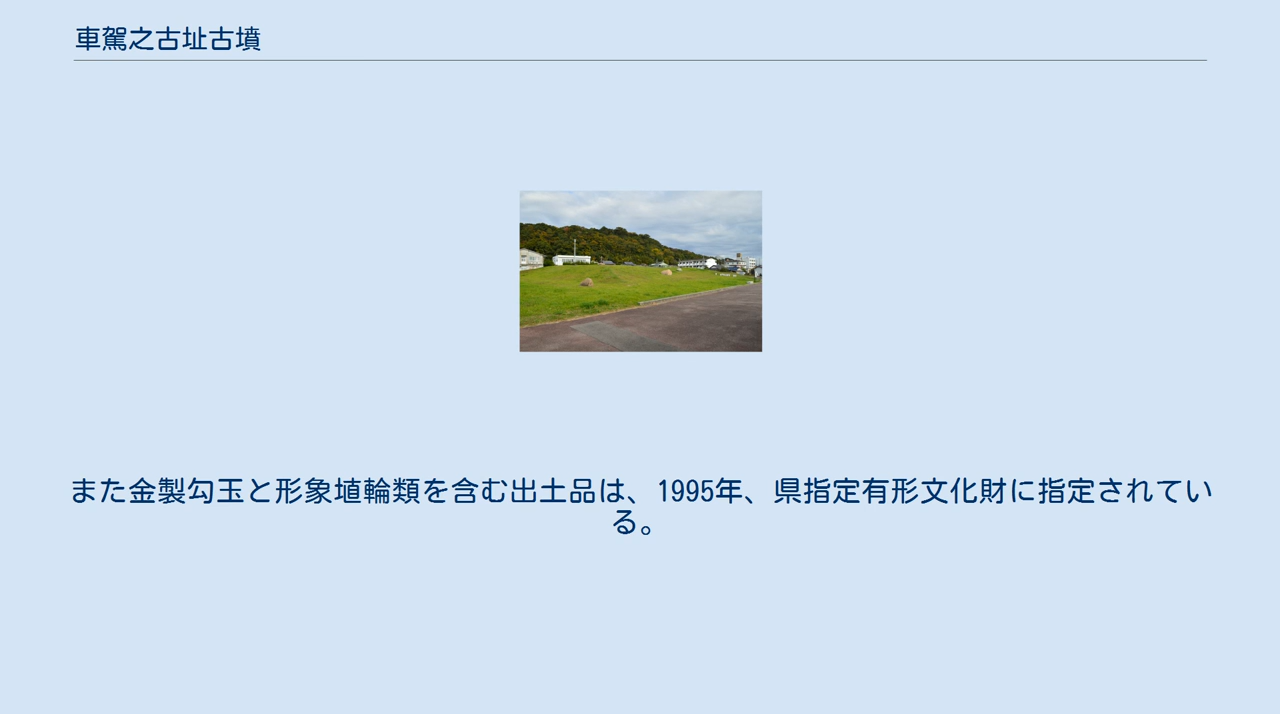 車駕之古址古墳
また金製勾玉と形象埴輪類を含む出土品は、1995年、県指定有形文化財に指定されてい
る。